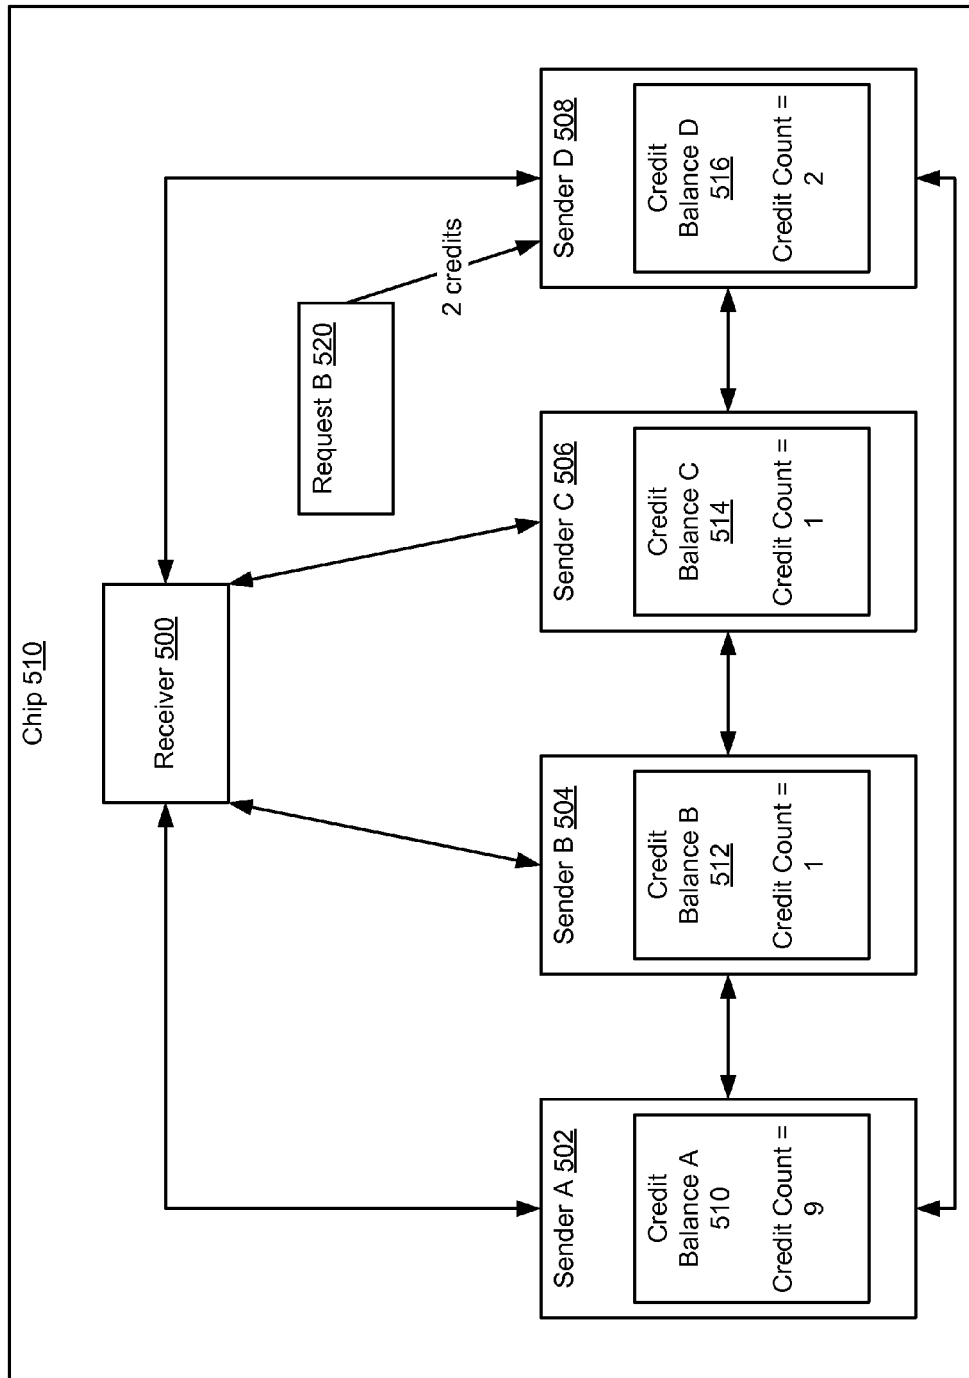 Chip 510
Receiver 500
Request B 520
2 credits
Sender A 502
Credit
Balance A
510
Credit Count =
9
Sender B 504
Credit
Balance B
512
Credit Count =
1
Sender C 506
Credit
Balance C
514
Credit Count =
1
Sender D 508
Credit
Balance D
516
Credit Count =
2